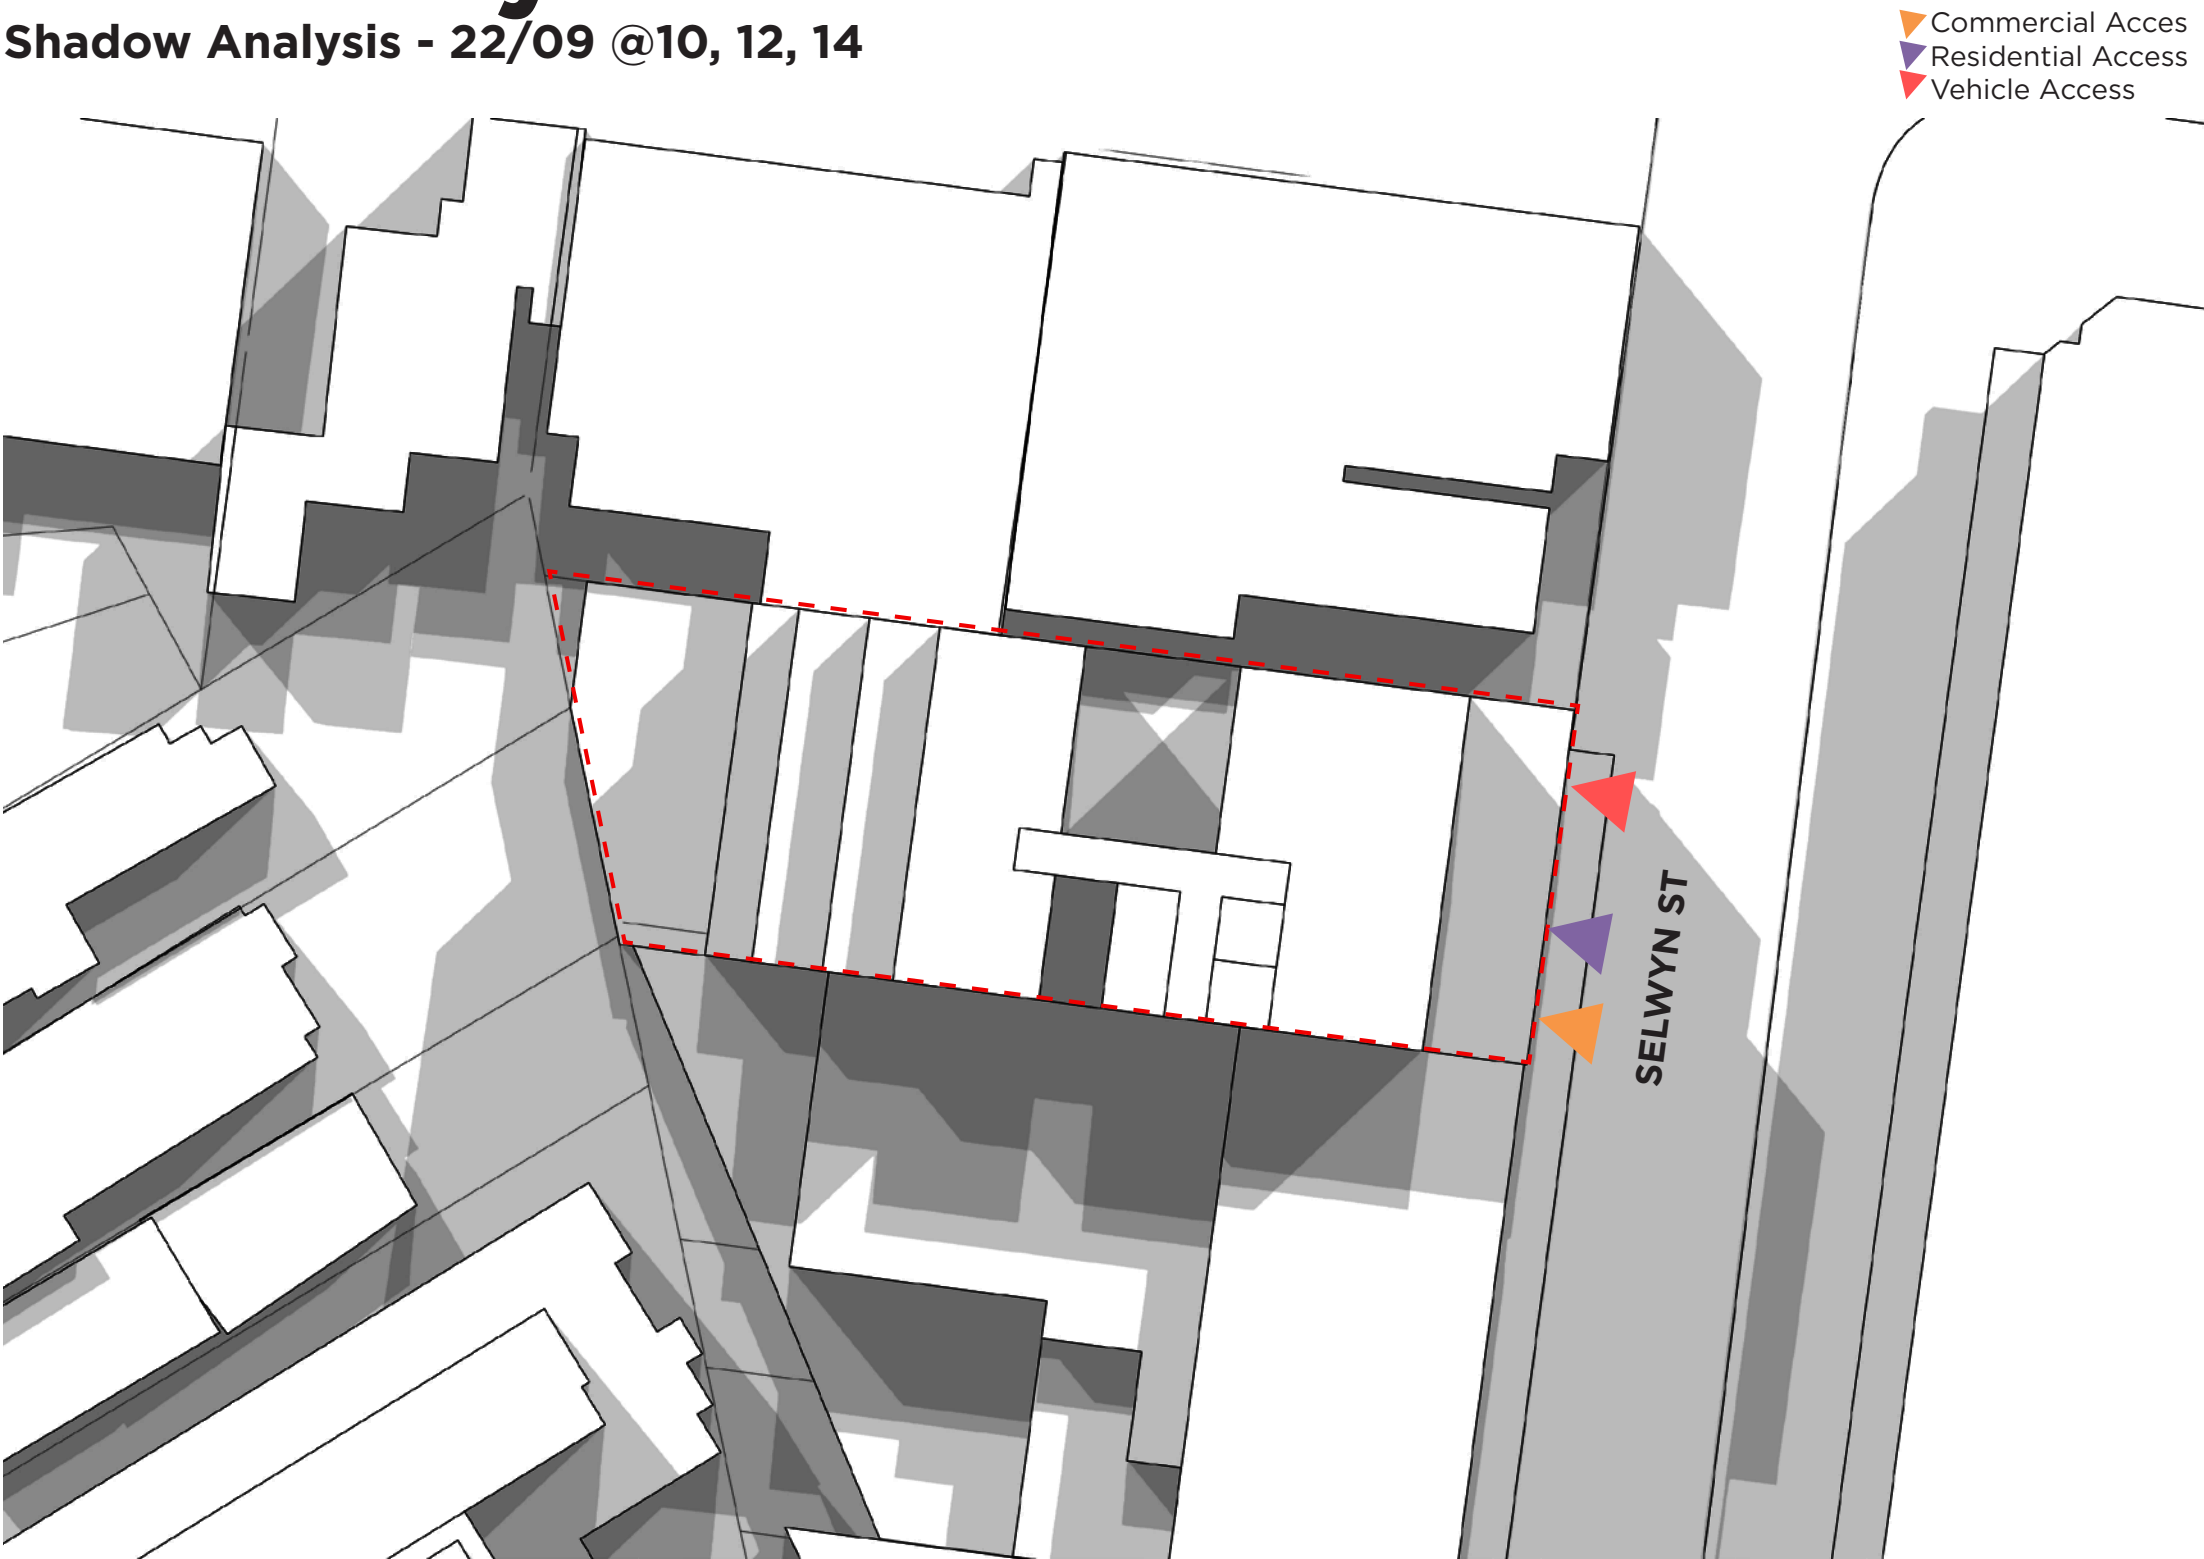 Shadow Analysis - 22/09 @10, 12, 14
Commercial Acces
Residential Access
Vehicle Access
SELWYN ST